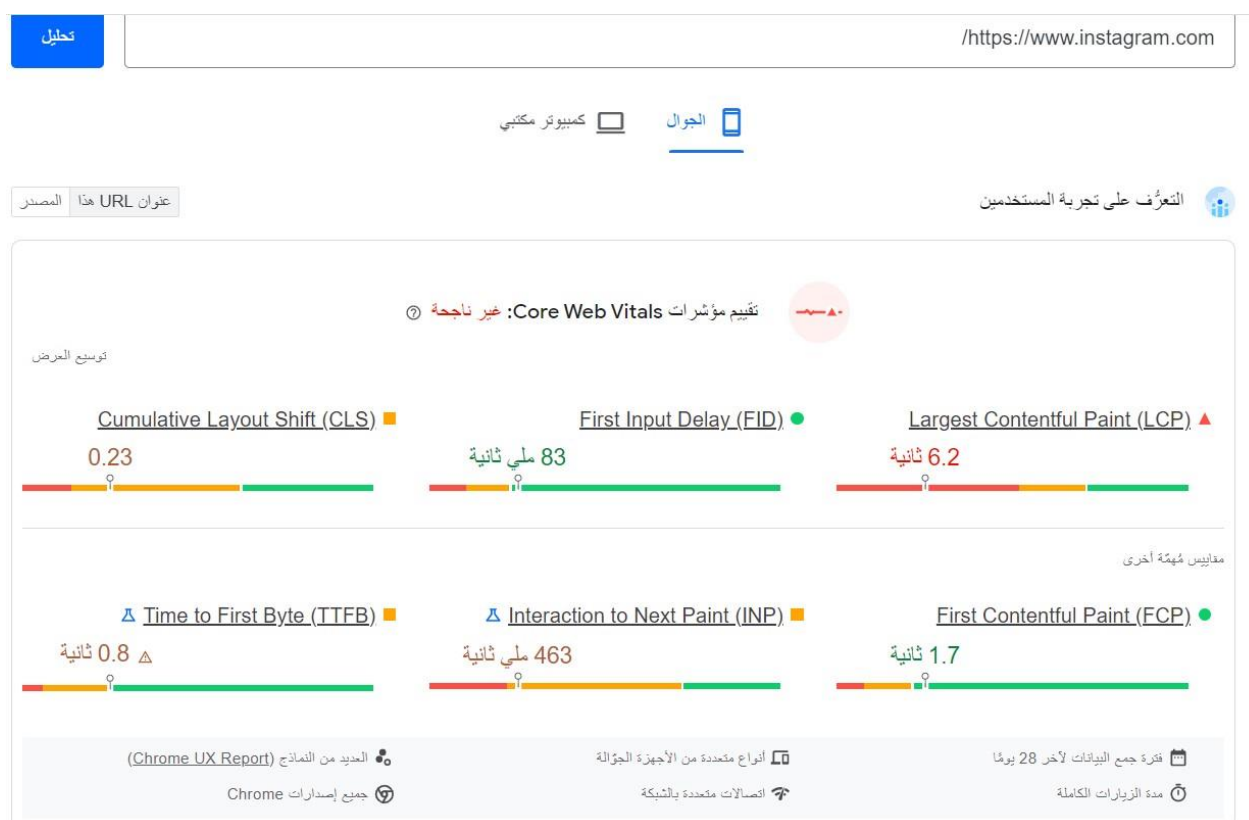 https://www.instagram.com/
تحليل
الجوال
كمبيوتر مكتبي
التعرُّف على تجربة المستخدمين
عنوان URL هذا
المصدر
تقييم مؤشرات Core Web Vitals: غير ناجحة
توسيع العرض
Largest Contentful Paint (LCP)
6.2 ثانية
First Input Delay (FID)
83 ملي ثانية
Cumulative Layout Shift (CLS)
0.23
مقاييس مُهمّة أخرى
First Contentful Paint (FCP)
1.7 ثانية
Interaction to Next Paint (INP)
463 ملي ثانية
Time to First Byte (TTFB)
0.8 ثانية
فترة جمع البيانات لآخر 28 يومًا
أنواع متعددة من الأجهزة الجوّالة
العديد من النماذج (Chrome UX Report)
مدة الزيارات الكاملة
اتصالات متعددة بالشبكة
جميع إصدارات Chrome